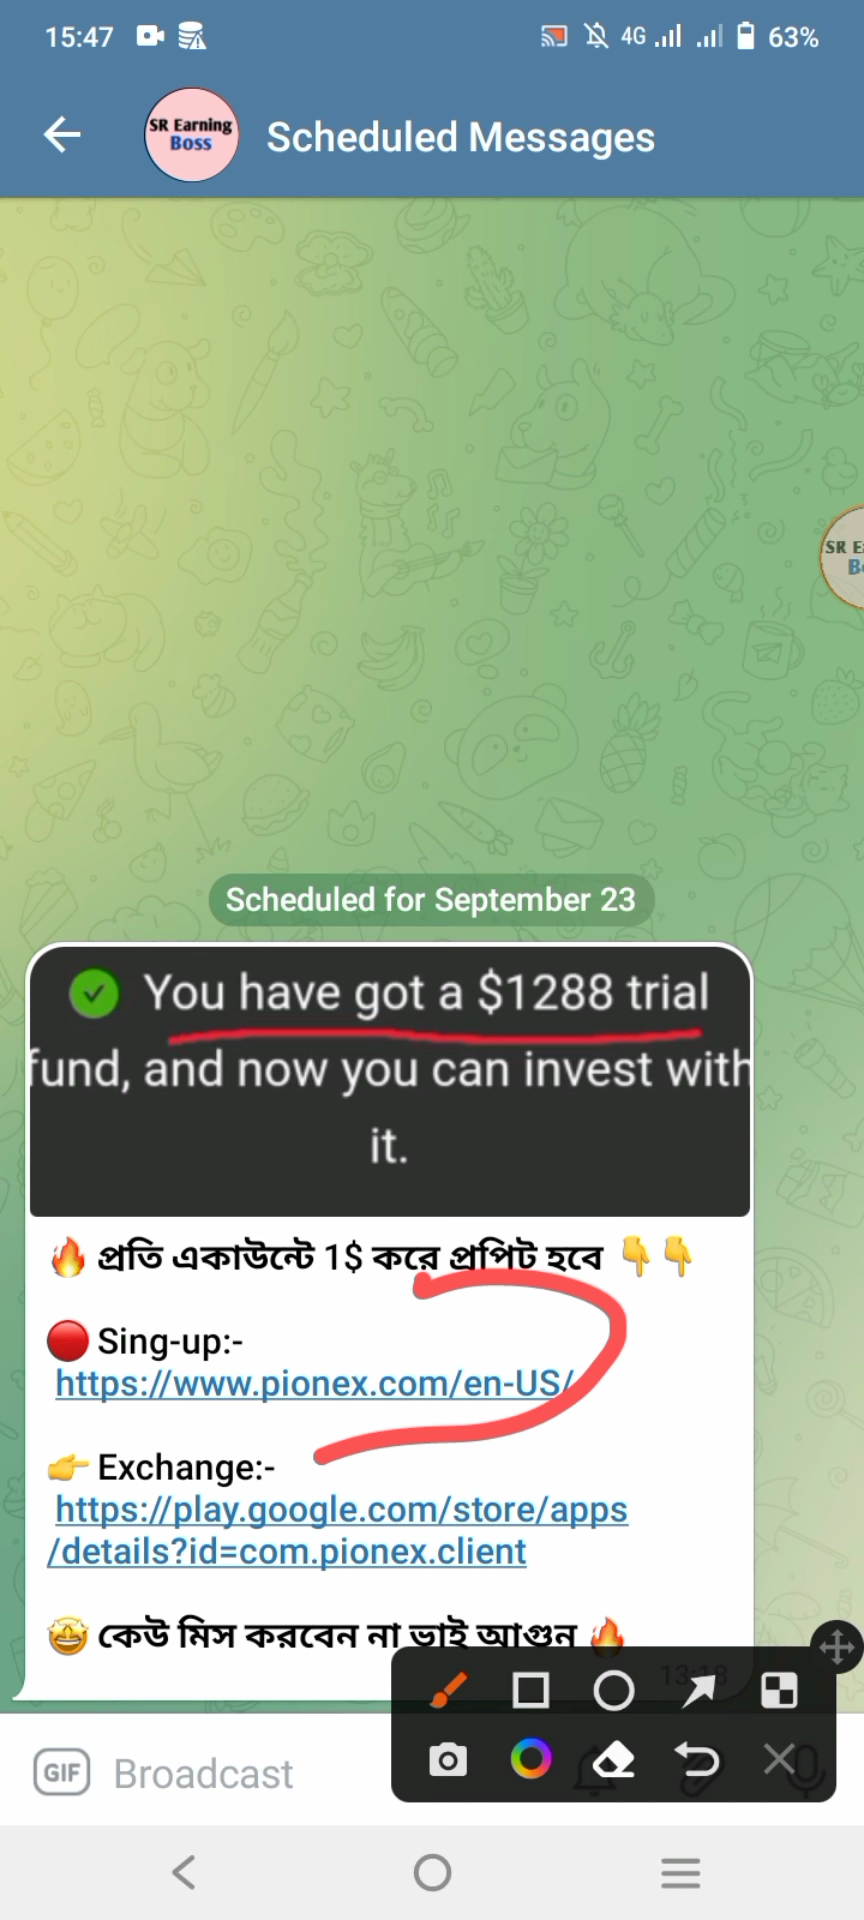 15:47
4G
63%
SR Earning
Boss
Scheduled Messages
SR E
B
Scheduled for September 23
You have got a $1288 trial
fund, and now you can invest with
it.
🔥 প্রতি একাউন্টে 1$ করে প্রপিট হবে 👇👇
🔴 Sing-up:-
https://www.pionex.com/en-US/
👉 Exchange:-
https://play.google.com/store/apps
/details?id=com.pionex.client
🤩 কেউ মিস করবেন না ভাই আগুন 🔥
13:18
GIF
Broadcast